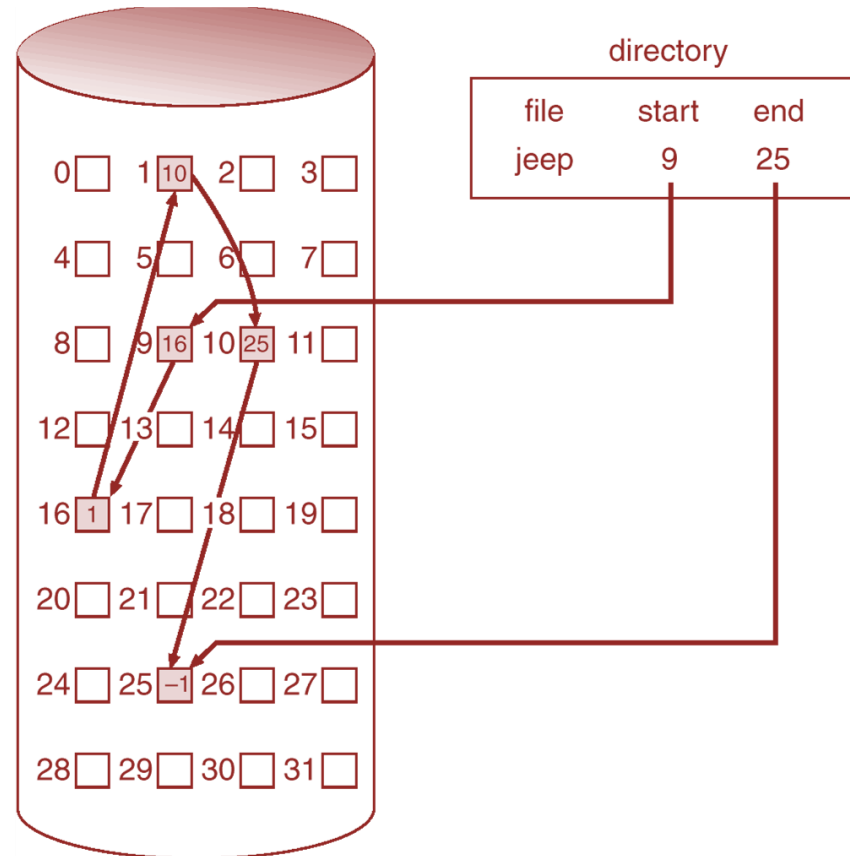 directory
file start end
jeep 9 25
0 1 10 2 3
4 5 6 7
8 9 16 10 25 11
12 13 14 15
16 1 17 18 19
20 21 22 23
24 25 –1 26 27
28 29 30 31